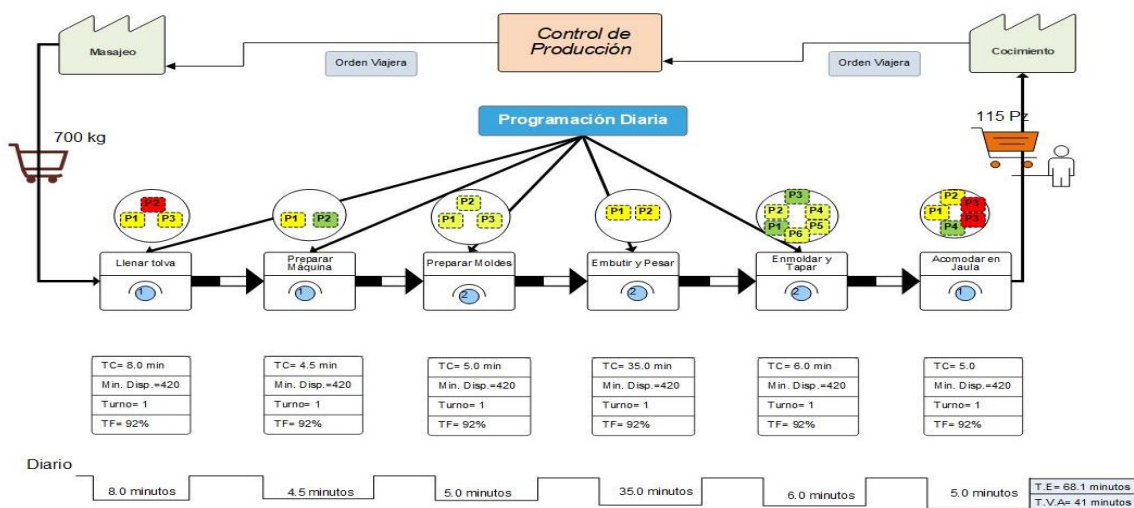 Masajeo
Control de
Producción
Cocimiento
Orden Viajera
Orden Viajera
Programación Diaria
700 kg
115 Pz
P2
P1 P3
P1 P2
P2
P1 P3
P1 P2
P3
P2 P4
P1 P5
P6
P2
P1 P3
P3
P4
Llenar tolva
Preparar
Máquina
Preparar Moldes
Embutir y Pesar
Enmoldar y
Tapar
Acomodar en
Jaula
1
1
2
2
2
1
TC= 8.0 min
Min. Disp.=420
Turno= 1
TF= 92%
TC= 4.5 min
Min. Disp.=420
Turno= 1
TF= 92%
TC= 5.0 min
Min. Disp.=420
Turno= 1
TF= 92%
TC= 35.0 min
Min. Disp.=420
Turno= 1
TF= 92%
TC= 6.0 min
Min. Disp.=420
Turno= 1
TF= 92%
TC= 5.0
Min. Disp.=420
Turno= 1
TF= 92%
Diario
8.0 minutos
4.5 minutos
5.0 minutos
35.0 minutos
6.0 minutos
5.0 minutos
T.E= 68.1 minutos
T.V.A= 41 minutos